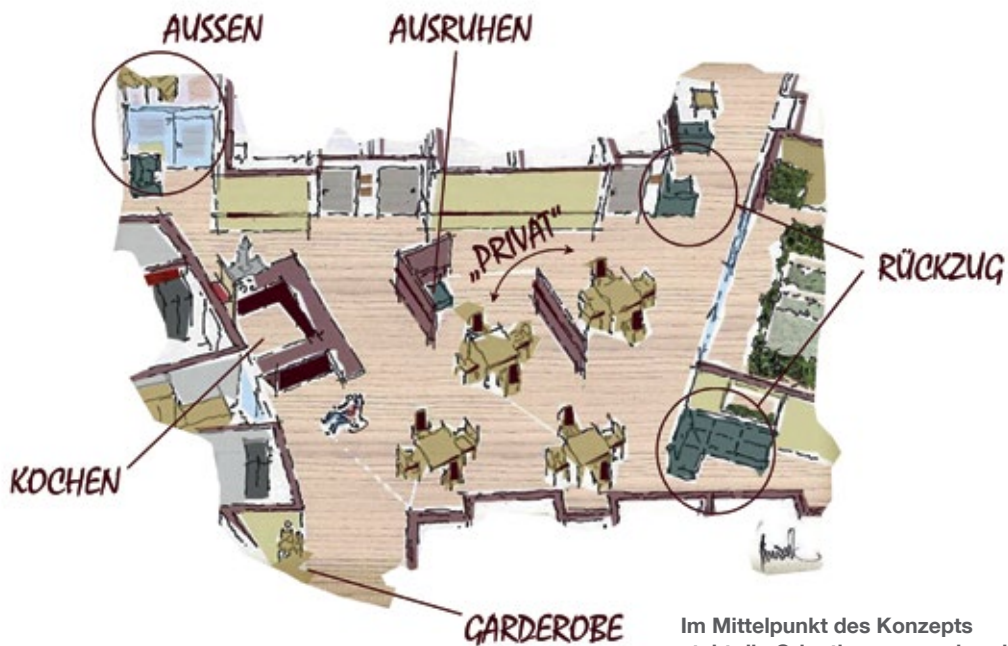 AUSSEN
AUSRUHEN
„PRIVAT“
RÜCKZUG
KOCHEN
GARDEROBE
Im Mittelpunkt des Konzepts